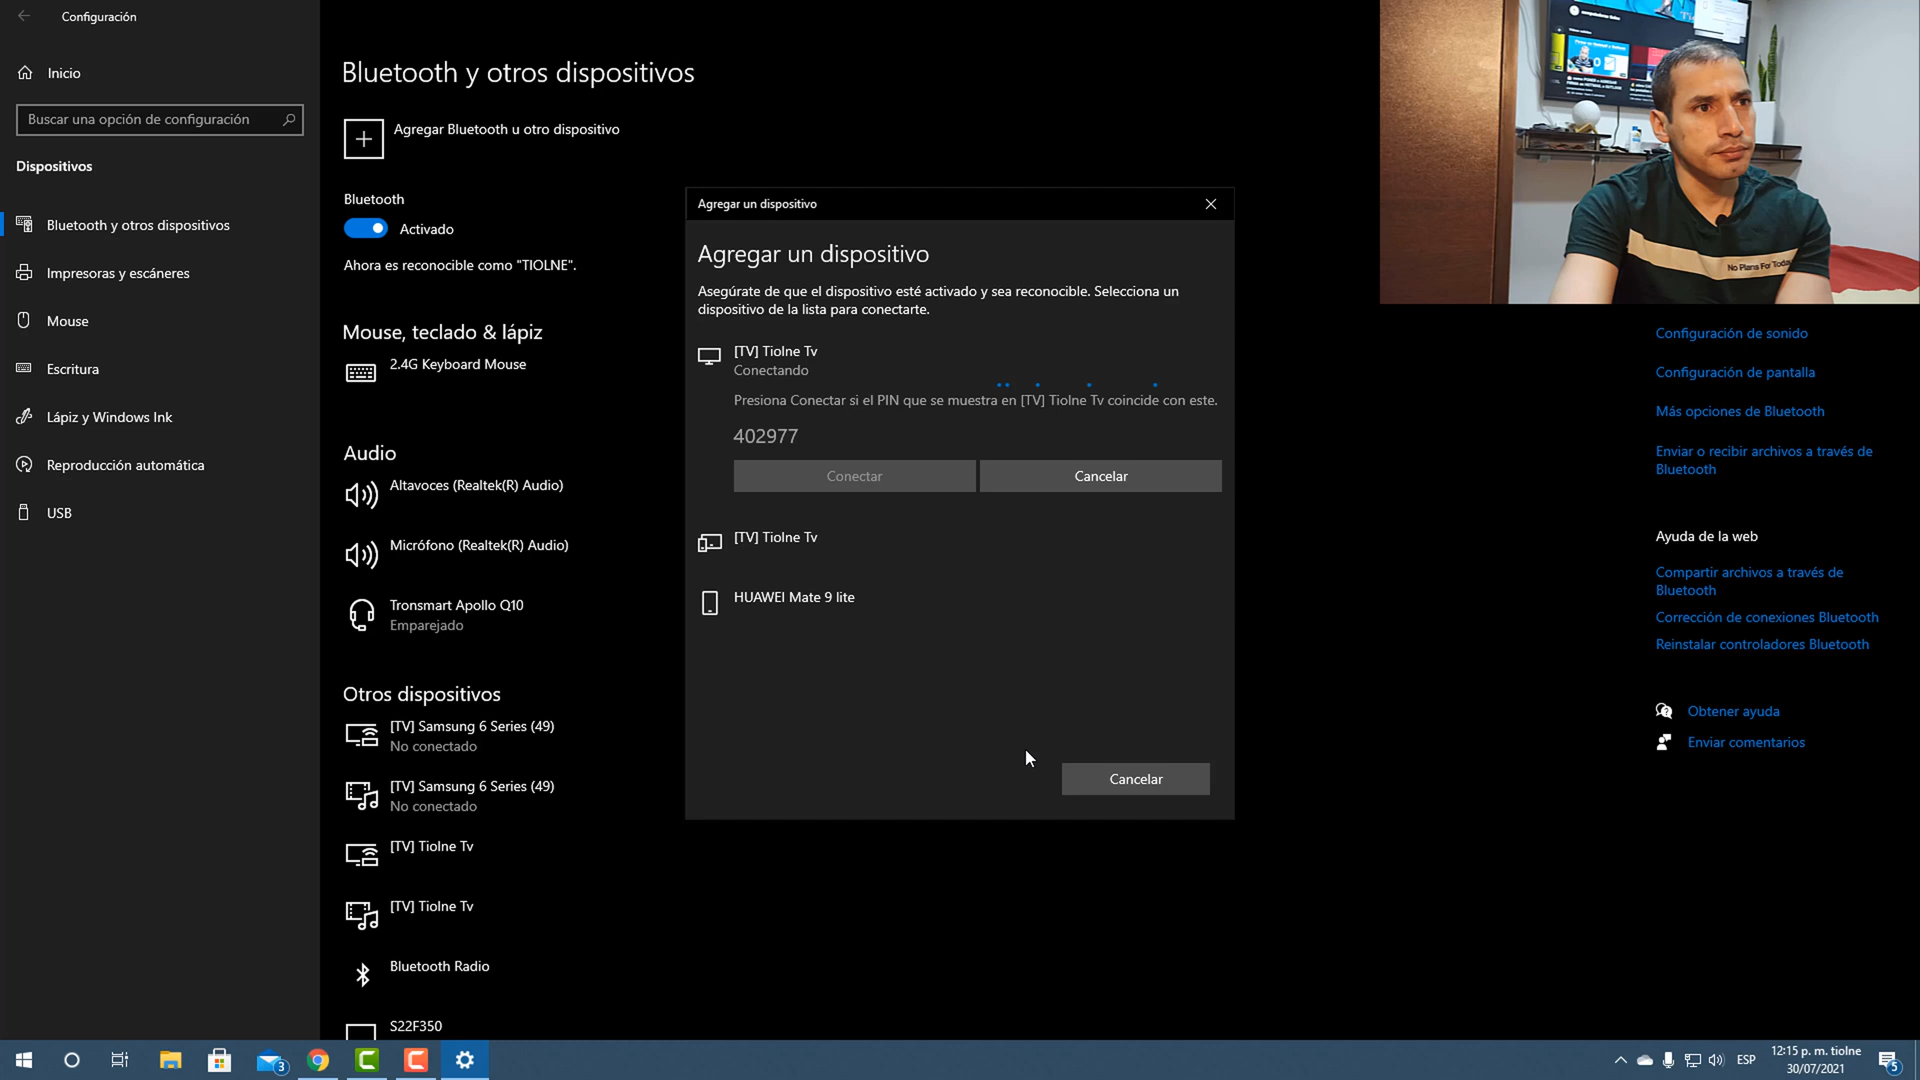 Configuración
Inicio
Buscar una opción de configuración
Dispositivos
Bluetooth y otros dispositivos
Impresoras y escáneres
Mouse
Escritura
Lápiz y Windows Ink
Reproducción automática
USB
Bluetooth y otros dispositivos
Agregar Bluetooth u otro dispositivo
Bluetooth
Activado
Ahora es reconocible como "TIOLNE".
Mouse, teclado & lápiz
2.4G Keyboard Mouse
Audio
Altavoces (Realtek(R) Audio)
Micrófono (Realtek(R) Audio)
Tronsmart Apollo Q10
Emparejado
Otros dispositivos
[TV] Samsung 6 Series (49)
No conectado
[TV] Samsung 6 Series (49)
No conectado
[TV] Tiolne Tv
[TV] Tiolne Tv
Bluetooth Radio
S22F350
Agregar un dispositivo
Agregar un dispositivo
Asegúrate de que el dispositivo esté activado y sea reconocible. Selecciona un
dispositivo de la lista para conectarte.
[TV] Tiolne Tv
Conectando
Presiona Conectar si el PIN que se muestra en [TV] Tiolne Tv coincide con este.
402977
Conectar
Cancelar
[TV] Tiolne Tv
HUAWEI Mate 9 lite
Cancelar
No Plans For Today
Configuración de sonido
Configuración de pantalla
Más opciones de Bluetooth
Enviar o recibir archivos a través de
Bluetooth
Ayuda de la web
Compartir archivos a través de
Bluetooth
Corrección de conexiones Bluetooth
Reinstalar controladores Bluetooth
Obtener ayuda
Enviar comentarios
3
ESP
12:15 p. m. tiolne
30/07/2021
5